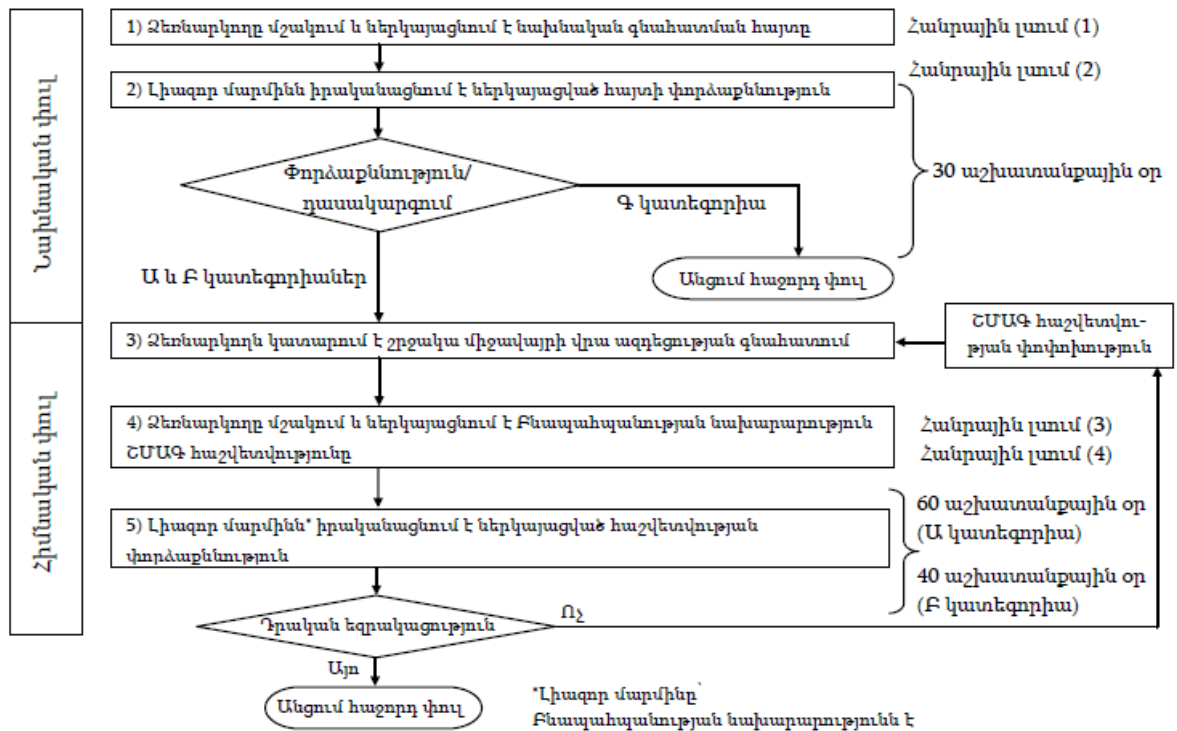 Նախնական փուլ
1) Ձեռնարկողը մշակում և ներկայացնում է նախնական գնահատման հայտը
Հանրային լսում (1)
Հանրային լսում (2)
2) Լիազոր մարմինն իրականացնում է ներկայացված հայտի փորձաքննություն
30 աշխատանքային օր
Փորձաքննություն/
դասակարգում
Գ կատեգորիա
Ա և Բ կատեգորիաներ
Անցում հաջորդ փուլ
Հիմնական փուլ
3) Ձեռնարկողն կատարում է շրջակա միջավայրի վրա ազդեցության գնահատում
ՇՄԱԳ հաշվետվու-
թյան փոփոխություն
4) Ձեռնարկողը մշակում և ներկայացնում է Բնապահպանության նախարարություն
ՇՄԱԳ հաշվետվությունը
Հանրային լսում (3)
Հանրային լսում (4)
5) Լիազոր մարմինն* իրականացնում է ներկայացված հաշվետվության
փորձաքննություն
60 աշխատանքային օր
(Ա կատեգորիա)
40 աշխատանքային օր
(Բ կատեգորիա)
Դրական եզրակացություն
Ոչ
Այո
Անցում հաջորդ փուլ
*Լիազոր մարմինը՝
Բնապահպանության նախարարությունն է